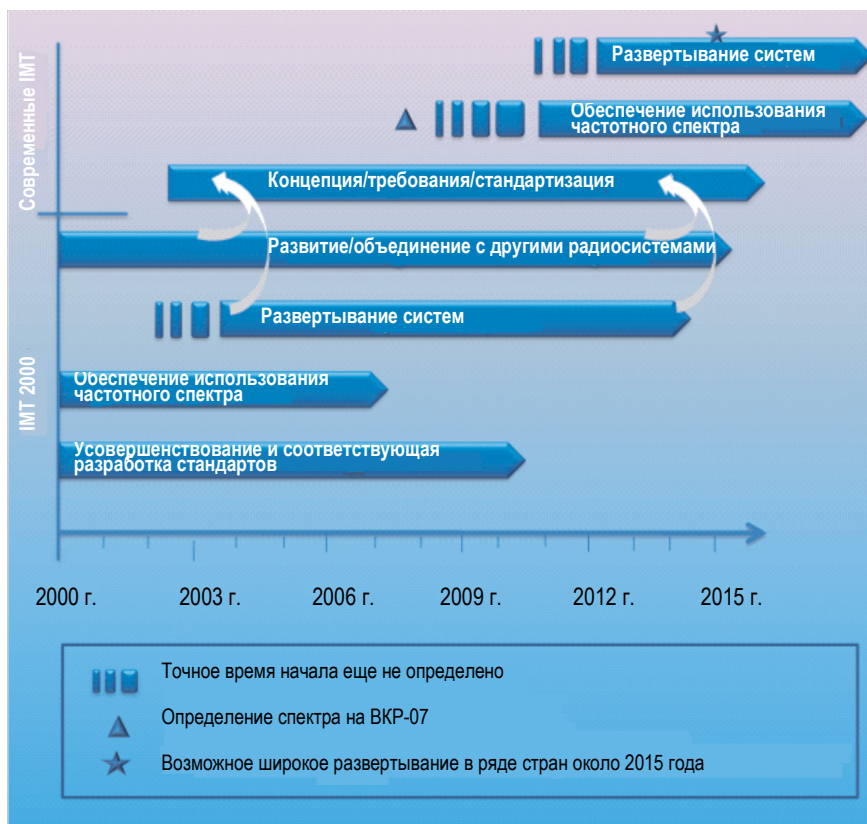 Современные IMT
Развертывание систем
Обеспечение использования
частотного спектра
Концепция/требования/стандартизация
Развитие/объединение с другими радиосистемами
Развертывание систем
IMT 2000
Обеспечение использования
частотного спектра
Усовершенствование и соответствующая
разработка стандартов
2000 г. 2003 г. 2006 г. 2009 г. 2012 г. 2015 г.
Точное время начала еще не определено
Определение спектра на ВКР-07
Возможное широкое развертывание в ряде стран около 2015 года